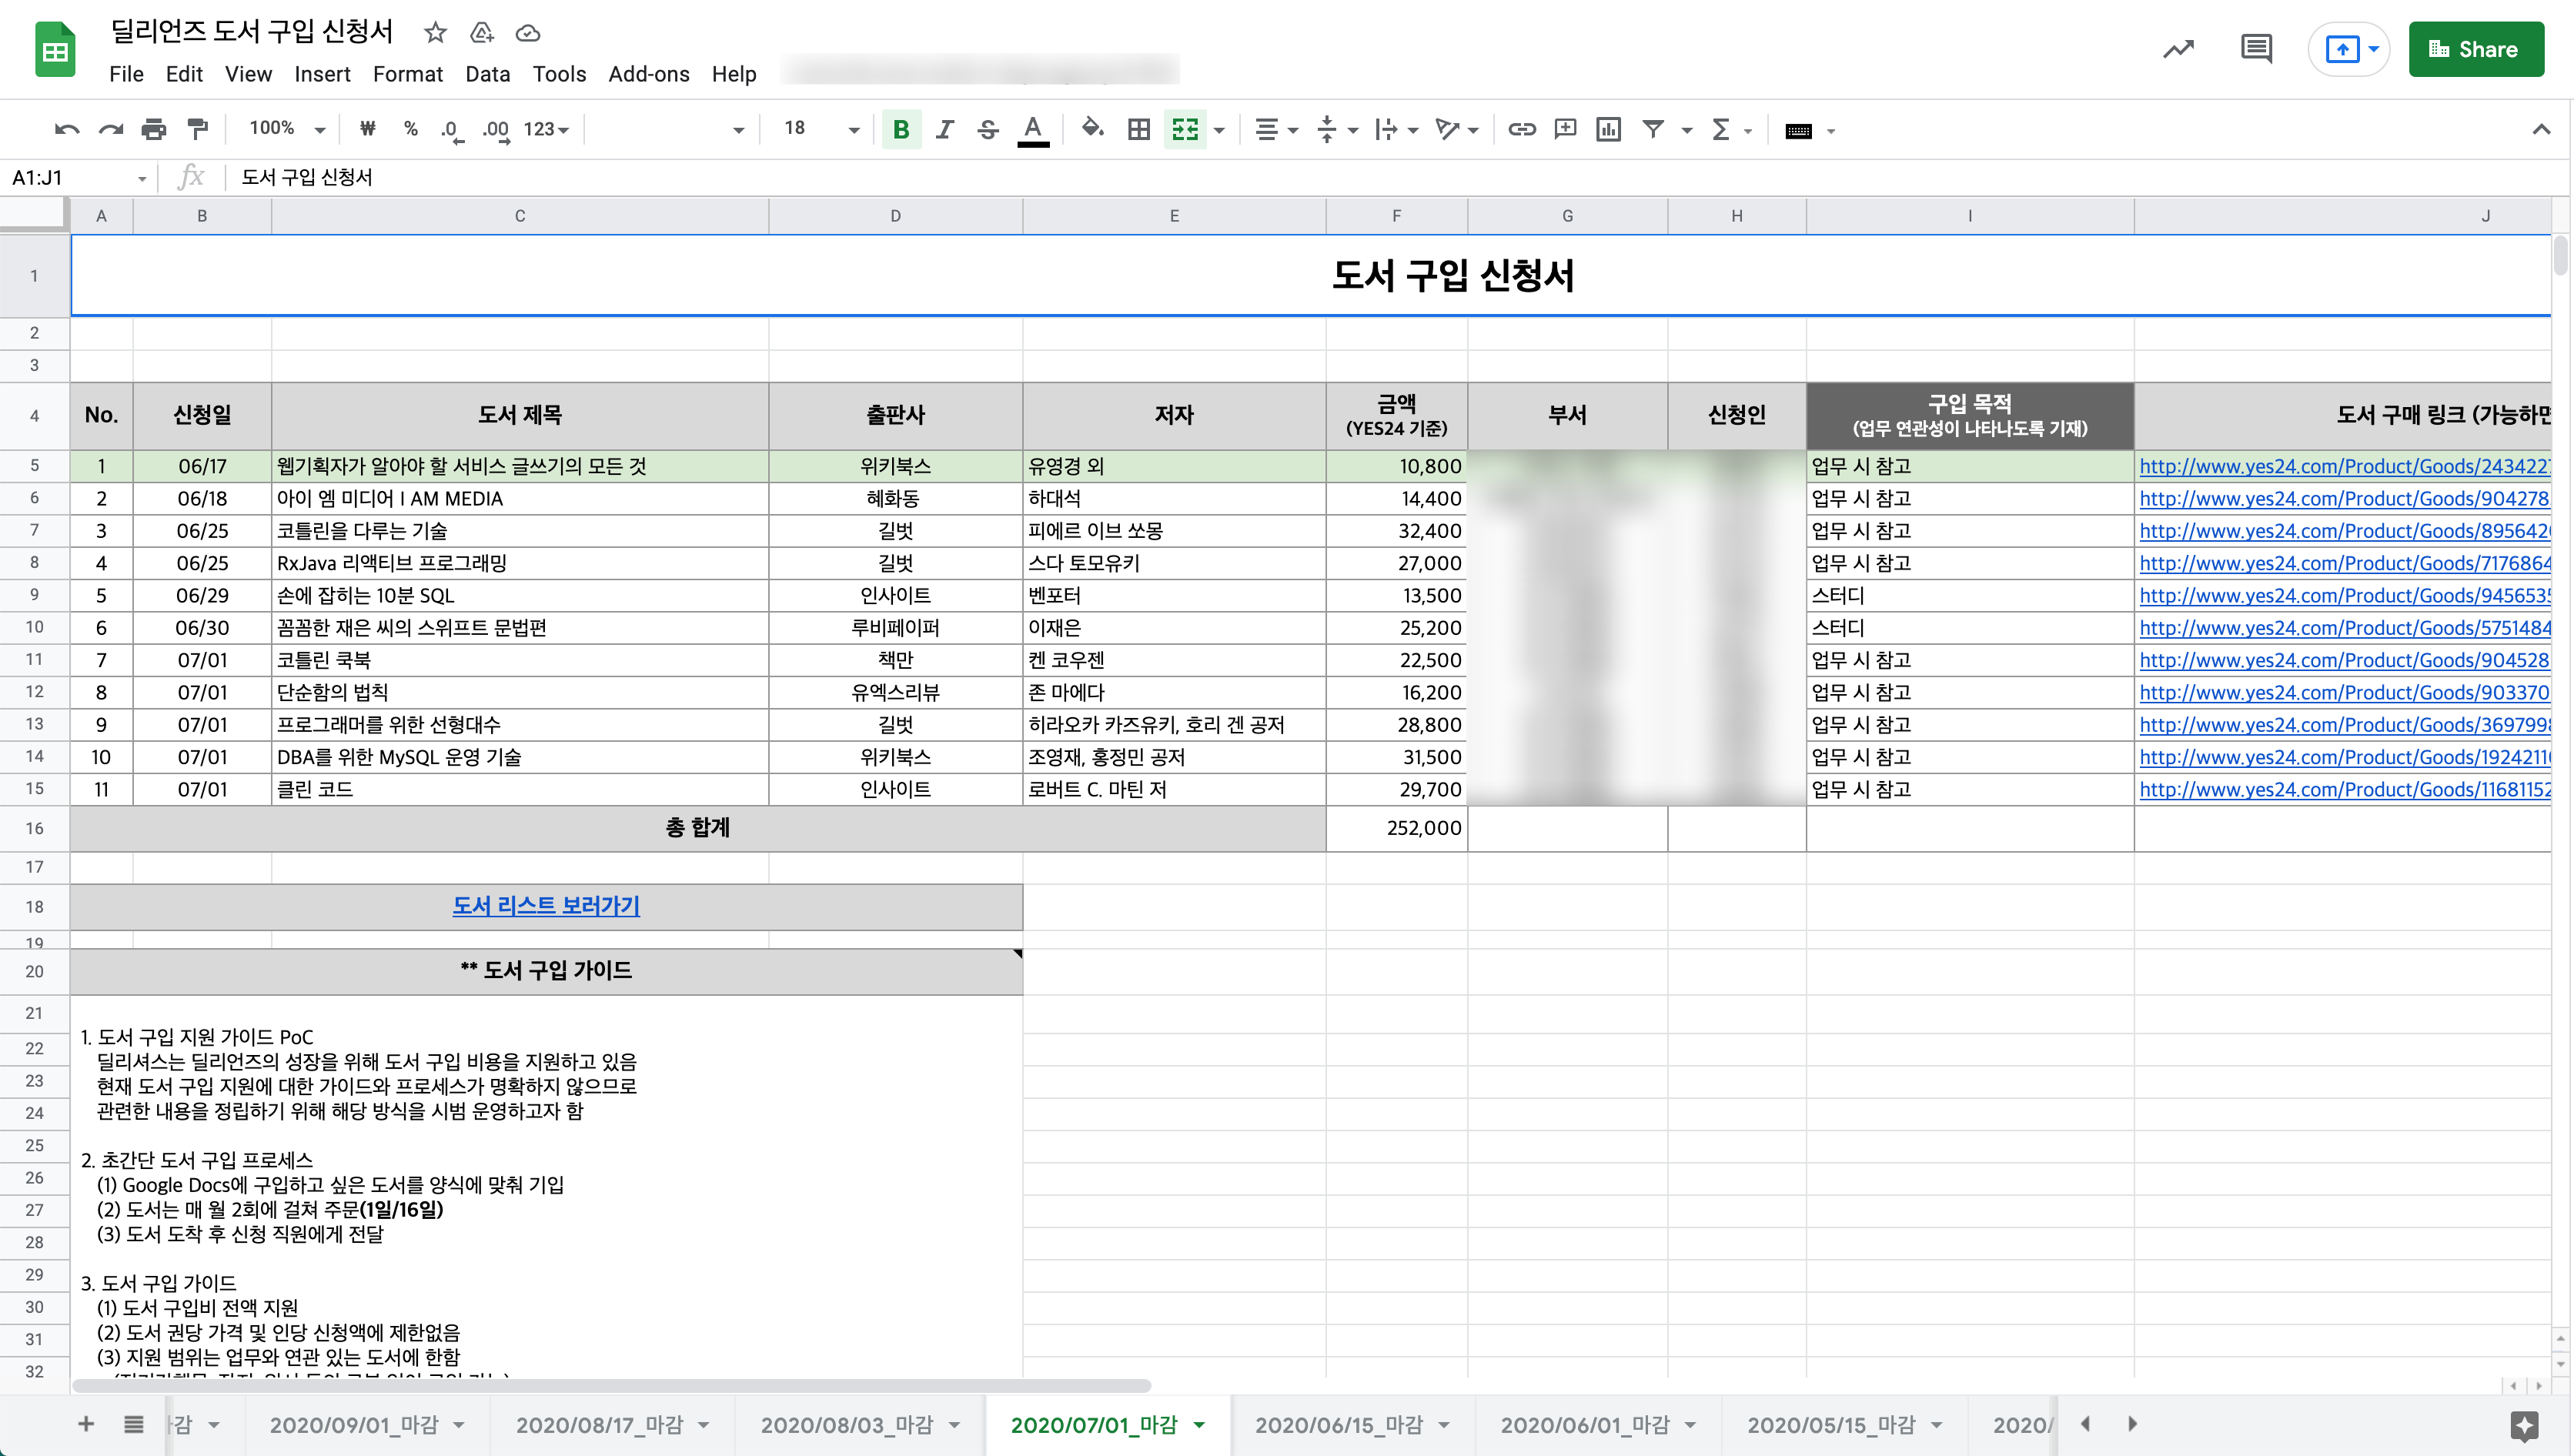 딜리언즈 도서 구입 신청서
File Edit View Insert Format Data Tools Add-ons Help
Share
100% ₩ % .0 .00 123 18 B I S A
A1:J1 fx 도서 구입 신청서
A B C D E F G H I J
1 도서 구입 신청서
2
3
4 No. 신청일 도서 제목 출판사 저자 금액 (YES24 기준) 부서 신청인 구입 목적 (업무 연관성이 나타나도록 기재) 도서 구매 링크 (가능하면
5 1 06/17 웹기획자가 알아야 할 서비스 글쓰기의 모든 것 위키북스 유영경 외 10,800 업무 시 참고 http://www.yes24.com/Product/Goods/2434227
6 2 06/18 아이 엠 미디어 I AM MEDIA 혜화동 하대석 14,400 업무 시 참고 http://www.yes24.com/Product/Goods/904278
7 3 06/25 코틀린을 다루는 기술 길벗 피에르 이브 쏘몽 32,400 업무 시 참고 http://www.yes24.com/Product/Goods/895642
8 4 06/25 RxJava 리액티브 프로그래밍 길벗 스다 토모유키 27,000 업무 시 참고 http://www.yes24.com/Product/Goods/7176864
9 5 06/29 손에 잡히는 10분 SQL 인사이트 벤포터 13,500 스터디 http://www.yes24.com/Product/Goods/945653
10 6 06/30 꼼꼼한 재은 씨의 스위프트 문법편 루비페이퍼 이재은 25,200 스터디 http://www.yes24.com/Product/Goods/5751484
11 7 07/01 코틀린 쿡북 책만 켄 코우젠 22,500 업무 시 참고 http://www.yes24.com/Product/Goods/904528
12 8 07/01 단순함의 법칙 유엑스리뷰 존 마에다 16,200 업무 시 참고 http://www.yes24.com/Product/Goods/903370
13 9 07/01 프로그래머를 위한 선형대수 길벗 히라오카 카즈유키, 호리 겐 공저 28,800 업무 시 참고 http://www.yes24.com/Product/Goods/369799
14 10 07/01 DBA를 위한 MySQL 운영 기술 위키북스 조영재, 홍정민 공저 31,500 업무 시 참고 http://www.yes24.com/Product/Goods/1924211
15 11 07/01 클린 코드 인사이트 로버트 C. 마틴 저 29,700 업무 시 참고 http://www.yes24.com/Product/Goods/11681152
16 총 합계 252,000
17
18 도서 리스트 보러가기
19
20 ** 도서 구입 가이드
21
22 1. 도서 구입 지원 가이드 PoC
딜리셔스는 딜리언즈의 성장을 위해 도서 구입 비용을 지원하고 있음
23 현재 도서 구입 지원에 대한 가이드와 프로세스가 명확하지 않으므로
24 관련한 내용을 정립하기 위해 해당 방식을 시범 운영하고자 함
25
2. 초간단 도서 구입 프로세스
26 (1) Google Docs에 구입하고 싶은 도서를 양식에 맞춰 기입
27 (2) 도서는 매 월 2회에 걸쳐 주문(1일/16일)
28 (3) 도서 도착 후 신청 직원에게 전달
29 3. 도서 구입 가이드
30 (1) 도서 구입비 전액 지원
31 (2) 도서 권당 가격 및 인당 신청액에 제한없음
(3) 지원 범위는 업무와 연관 있는 도서에 한함
32
감 2020/09/01_마감 2020/08/17_마감 2020/08/03_마감 2020/07/01_마감 2020/06/15_마감 2020/06/01_마감 2020/05/15_마감 2020/